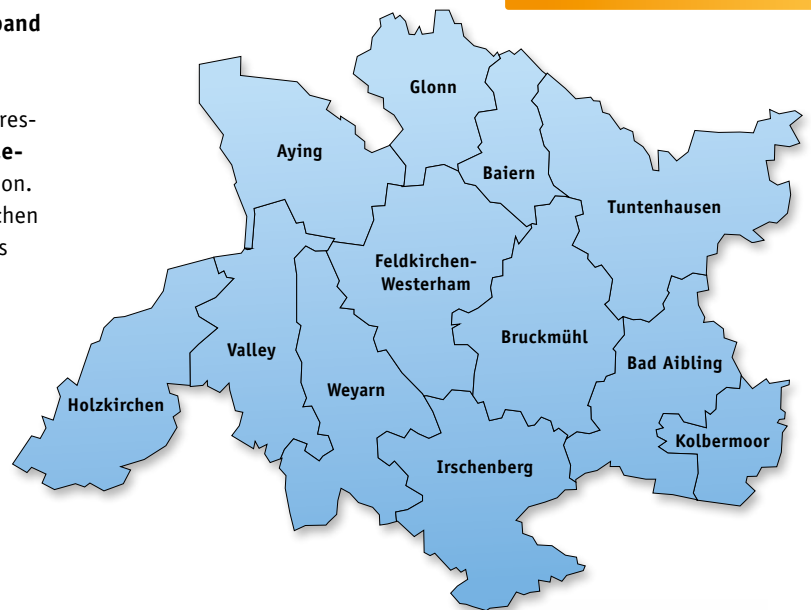 band
res-
e-
on.
chen
s
Glonn
Aying
Baiern
Tuntenhausen
Feldkirchen-
Westerham
Bruckmühl
Valley
Bad Aibling
Weyarn
Holzkirchen
Kolbermoor
Irschenberg